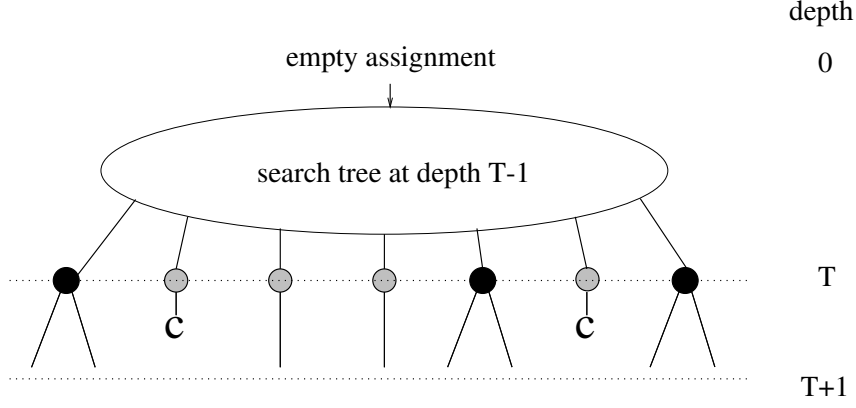 depth
empty assignment
0
search tree at depth T-1
T
C
C
T+1